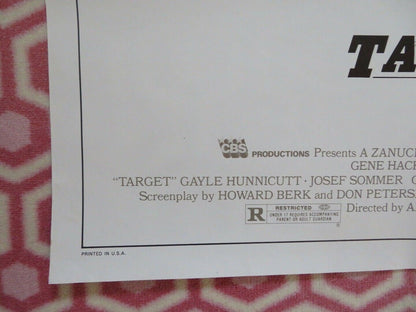 TA
CBS PRODUCTIONS Presents A ZANUCK
GENE HAC
"TARGET" GAYLE HUNNICUTT · JOSEF SOMMER
Screenplay by HOWARD BERK and DON PETERS
R RESTRICTED
UNDER 17 REQUIRES ACCOMPANYING
PARENT OR ADULT GUARDIAN
Directed by A
PRINTED IN U.S.A.